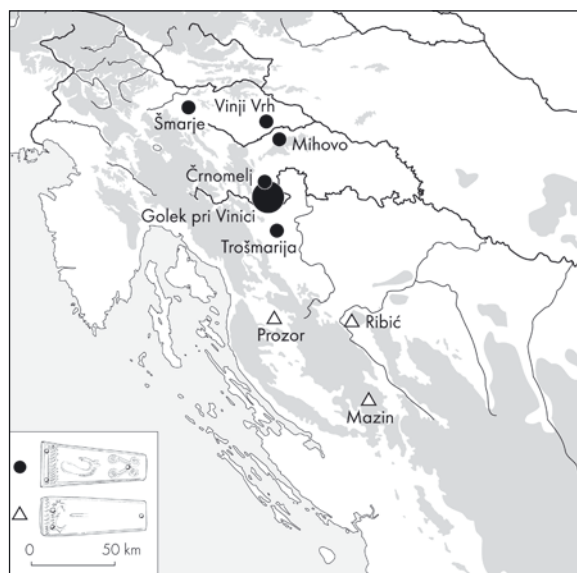 Vinji Vrh
Šmarje
Mihovo
Črnomelj
Golek pri Vinici
Trošmarija
Prozor
Ribić
Mazin
0 50 km